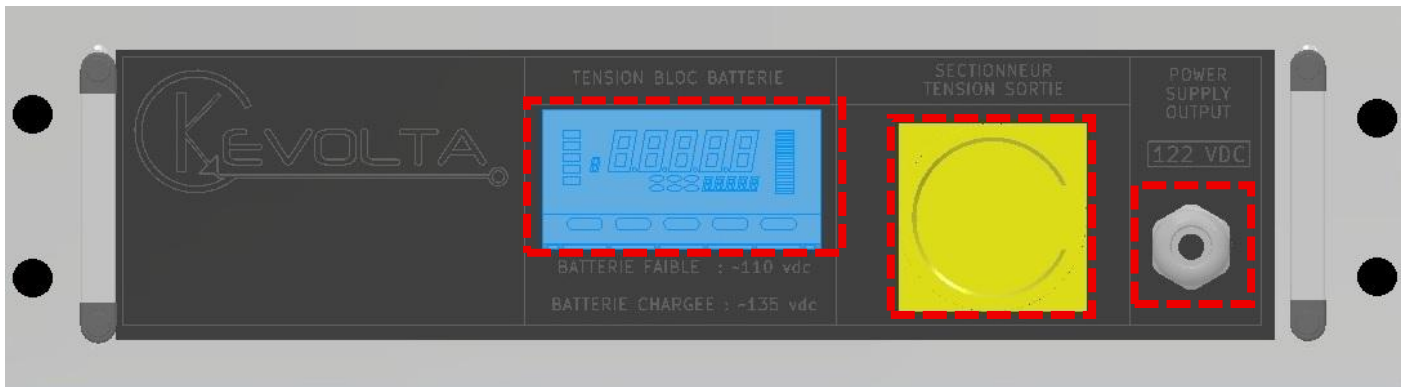 KEVOLTA
TENSION BLOC BATTERIE
BATTERIE FAIBLE : ~110 vdc
BATTERIE CHARGEE : ~135 vdc
SECTIONNEUR
TENSION SORTIE
POWER
SUPPLY
OUTPUT
122 VDC